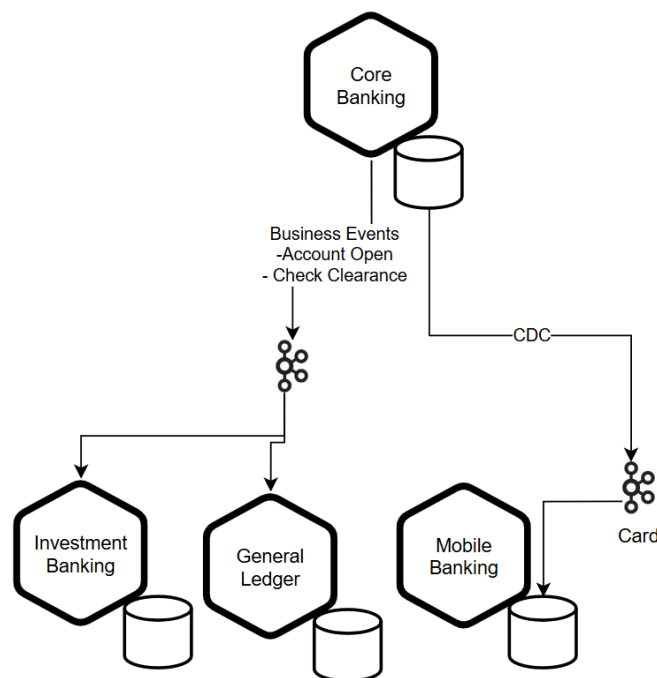 Core
Banking
Business Events
-Account Open
- Check Clearance
CDC
Investment
Banking
General
Ledger
Mobile
Banking
Card